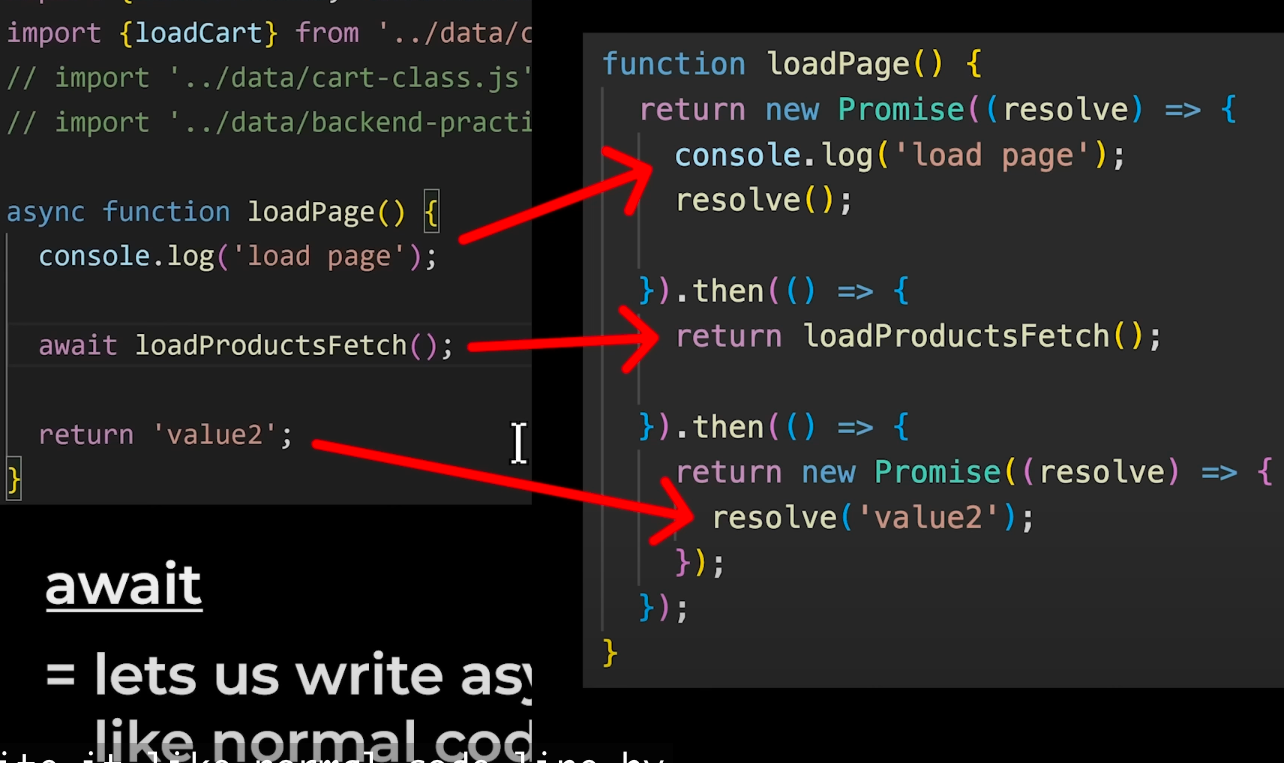 import {loadCart} from '../data/c
// import '../data/cart-class.js'
// import '../data/backend-practi
async function loadPage() {
console.log('load page');
await loadProductsFetch();
return 'value2';
}
function loadPage() {
return new Promise((resolve) => {
console.log('load page');
resolve();
}).then(() => {
return loadProductsFetch();
}).then(() => {
return new Promise((resolve) => {
resolve('value2');
});
});
}
await
= lets us write asy
like normal cod
it like normal code line by